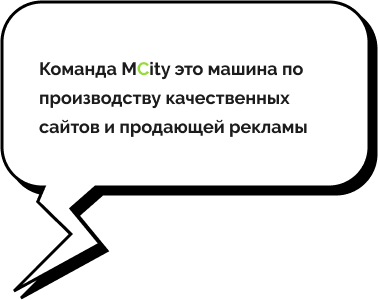 Команда MCity это машина по
производству качественных
сайтов и продающей рекламы